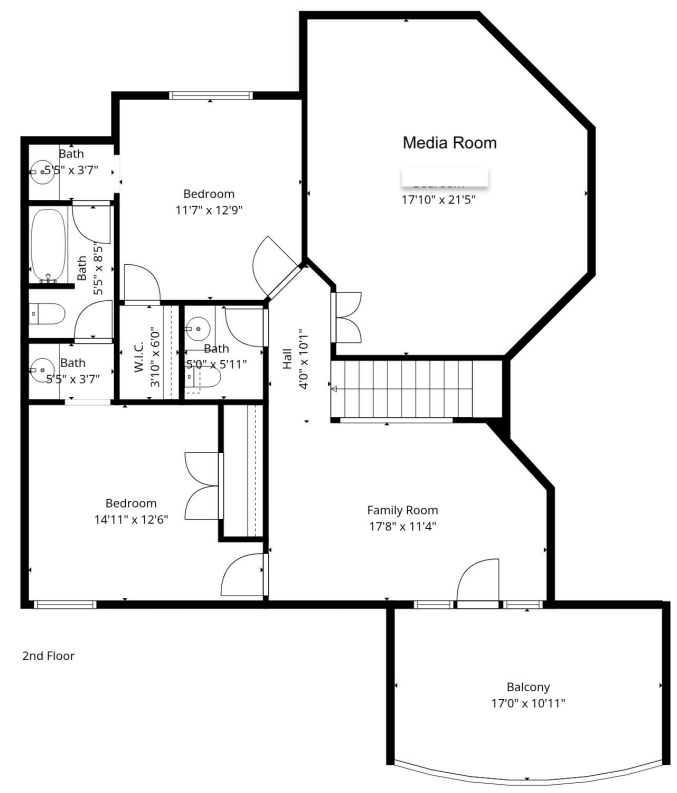 Media Room
17'10" x 21'5"
Bath
5'5" x 3'7"
Bedroom
11'7" x 12'9"
Bath
5'5" x 8'5"
Bath
5'5" x 3'7"
W.I.C.
3'10" x 6'0"
Bath
5'0" x 5'11"
Hall
4'0" x 10'1"
Bedroom
14'11" x 12'6"
Family Room
17'8" x 11'4"
2nd Floor
Balcony
17'0" x 10'11"